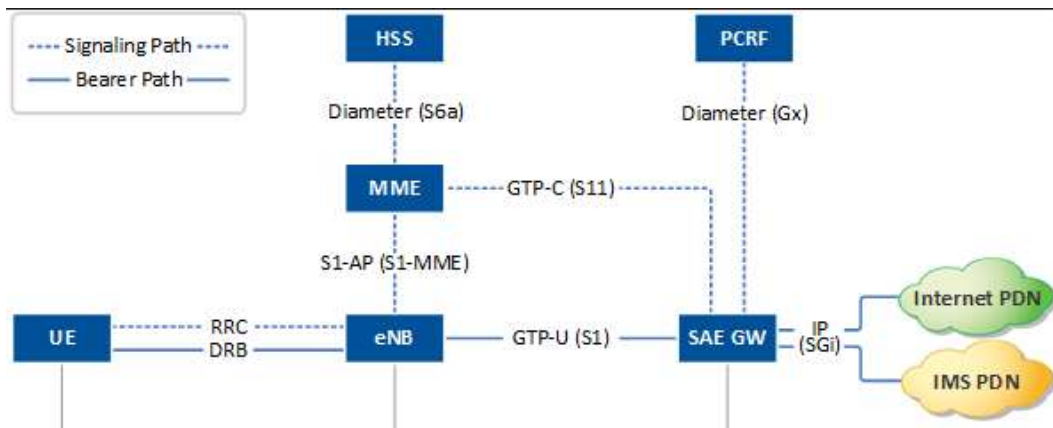 HSS
PCRF
Signaling Path
Bearer Path
Diameter (S6a)
Diameter (Gx)
MME
GTP-C (S11)
S1-AP (S1-MME)
Internet PDN
UE
RRC
DRB
eNB
GTP-U (S1)
SAE GW
IP
(SGi)
IMS PDN